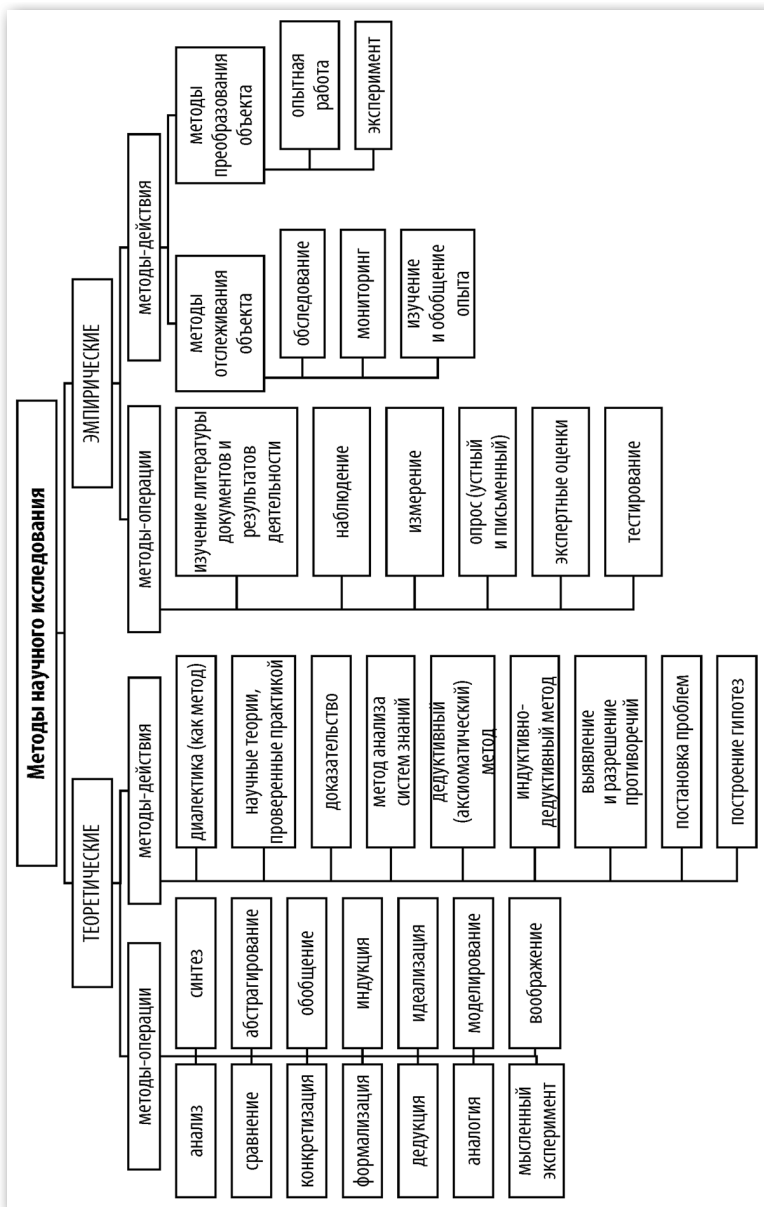 Методы научного исследования
ТЕОРЕТИЧЕСКИЕ
ЭМПИРИЧЕСКИЕ
методы-операции
методы-действия
методы-операции
методы-действия
анализ
синтез
сравнение
абстрагирование
конкретизация
обобщение
формализация
индукция
дедукция
идеализация
аналогия
моделирование
мысленный
эксперимент
воображение
диалектика (как метод)
научные теории,
проверенные практикой
доказательство
метод анализа
систем знаний
дедуктивный
(аксиоматический)
метод
индуктивно-
дедуктивный метод
выявление
и разрешение
противоречий
постановка проблем
построение гипотез
изучение литературы
документов и
результатов
деятельности
наблюдение
измерение
опрос (устный
и письменный)
экспертные оценки
тестирование
методы
отслеживания
объекта
обследование
мониторинг
изучение
и обобщение
опыта
методы
преобразования
объекта
опытная
работа
эксперимент